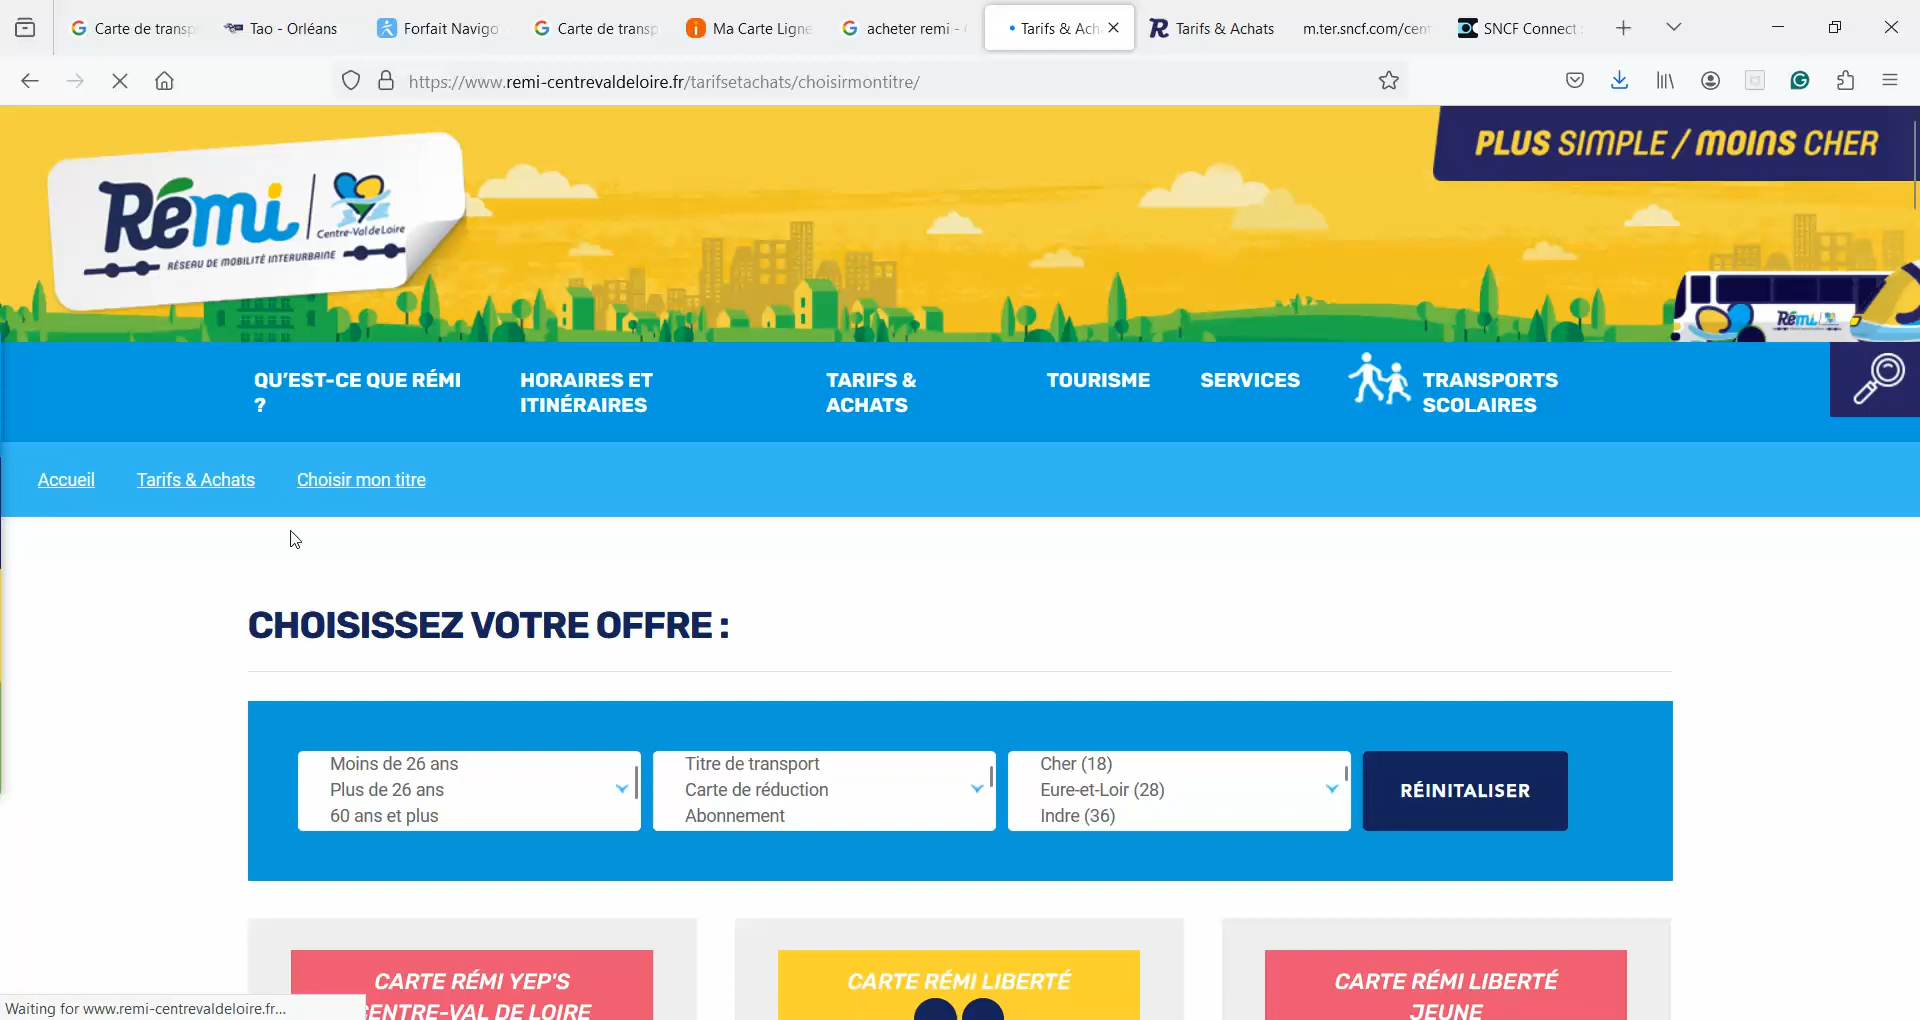 Carte de transp
Tao - Orléans
Forfait Navigo
Carte de transp
Ma Carte Ligne
acheter remi -
Tarifs & Ach
Tarifs & Achats
m.ter.sncf.com/cen
SNCF Connect :
https://www.remi-centrevaldeloire.fr/tarifsetachats/choisirmontitre/
PLUS SIMPLE / MOINS CHER
Rémi
Centre-Val de Loire
RÉSEAU DE MOBILITÉ INTERURBAINE
Rémi
QU'EST-CE QUE RÉMI
?
HORAIRES ET
ITINÉRAIRES
TARIFS &
ACHATS
TOURISME
SERVICES
TRANSPORTS
SCOLAIRES
Accueil
Tarifs & Achats
Choisir mon titre
CHOISISSEZ VOTRE OFFRE :
Moins de 26 ans
Plus de 26 ans
60 ans et plus
Titre de transport
Carte de réduction
Abonnement
Cher (18)
Eure-et-Loir (28)
Indre (36)
RÉINITALISER
CARTE RÉMI YEP'S
CENTRE-VAL DE LOIRE
CARTE RÉMI LIBERTÉ
CARTE RÉMI LIBERTÉ
JEUNE
Waiting for www.remi-centrevaldeloire.fr...